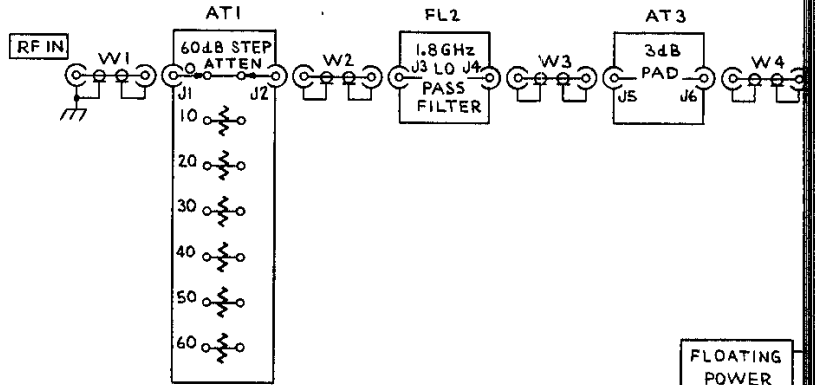 AT1
FL2
AT3
RF IN
W1
60dB STEP
ATTEN
0
J1
J2
W2
1.8GHz
J3 LO J4
PASS
FILTER
W3
3dB
PAD
J5
J6
W4
10
20
30
40
50
60
FLOATING
POWER